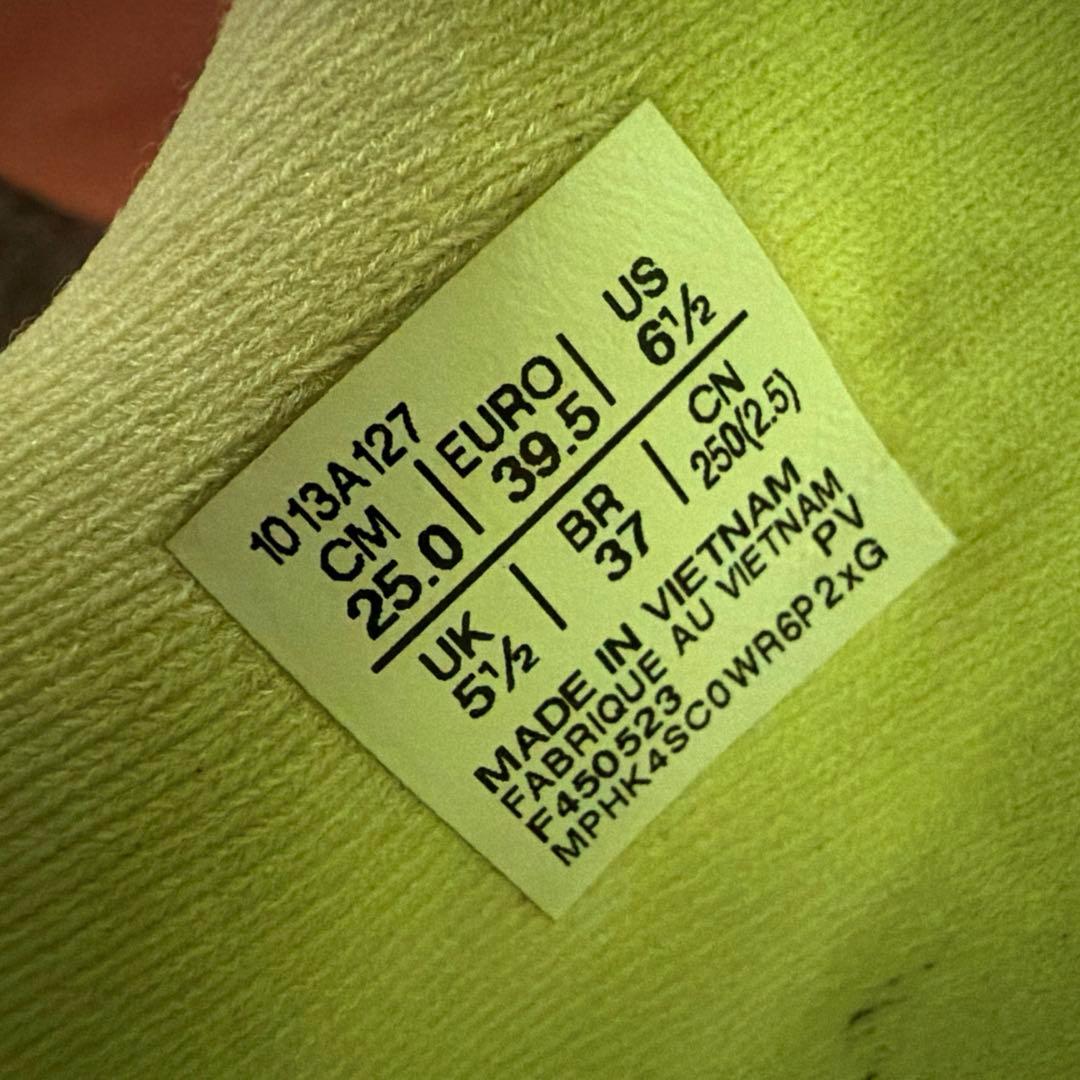 1013A127
CM | EURO | US
25.0 | 39.5 | 6½
UK | BR | CN
5½ | 37 | 250(2.5)
MADE IN VIETNAM
FABRIQUE AU VIETNAM
F450523 PV
MPHK4SC0WR6P2xG